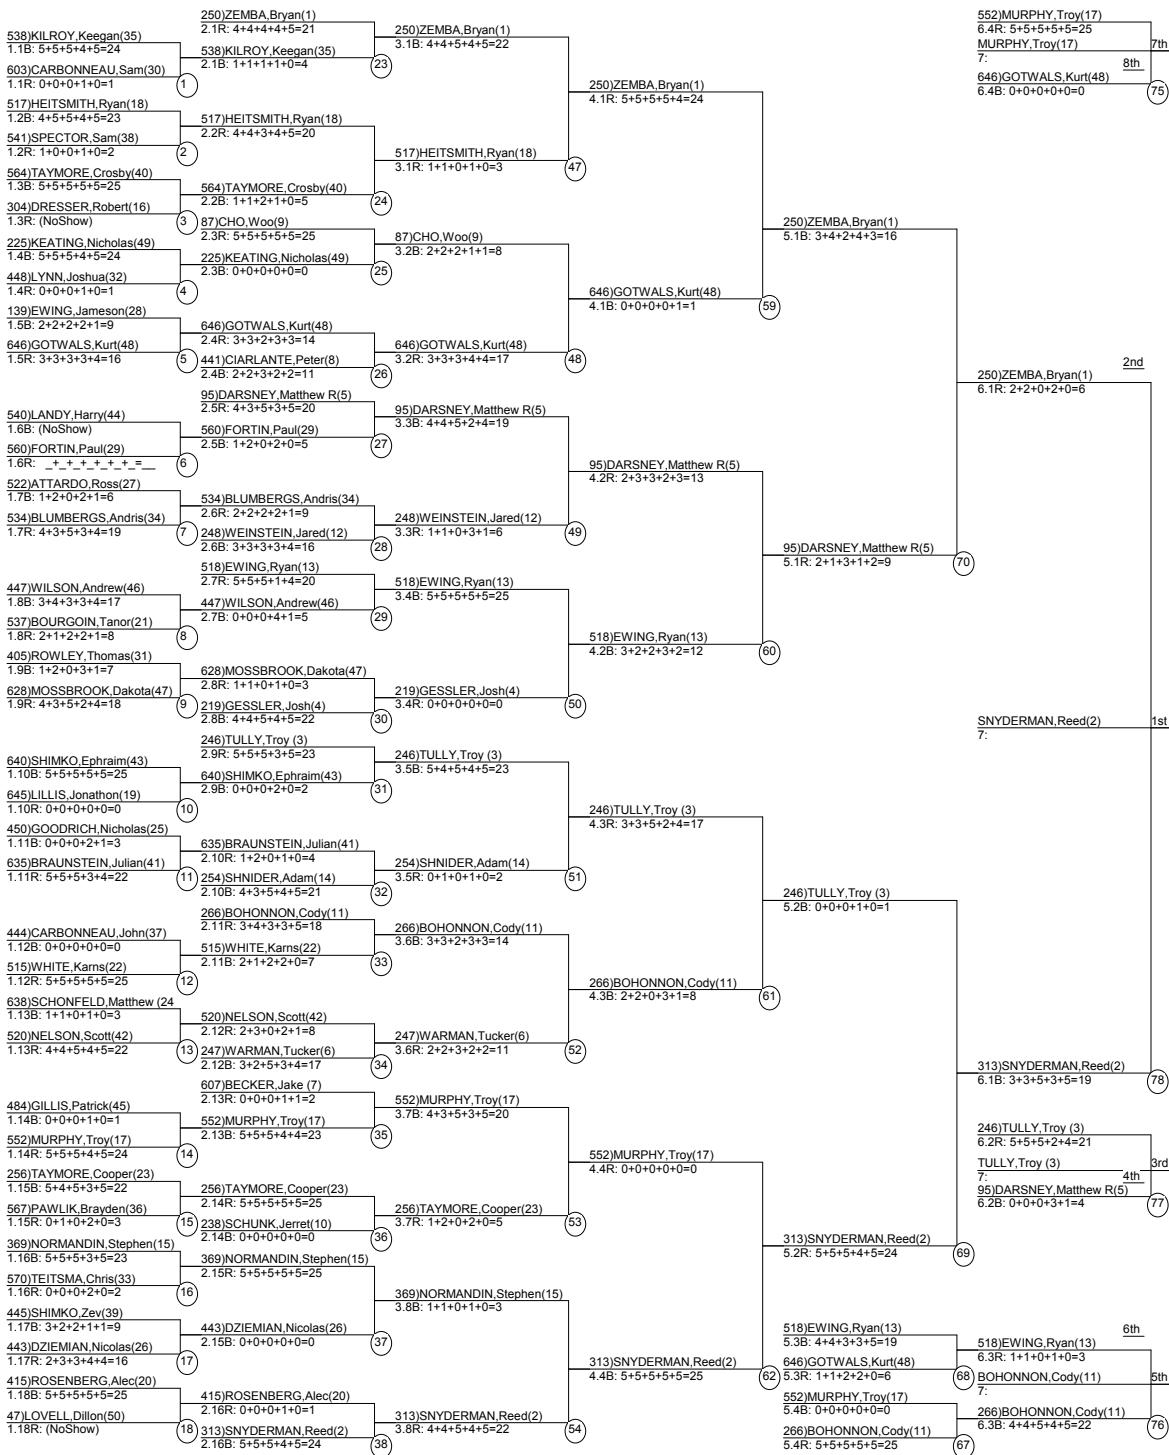 538)KILROY,Keegan(35)
1.1B: 5+5+5+4+5=24
603)CARBONNEAU,Sam(30)
1.1R: 0+0+0+1+0=1
1
517)HEITSMITH,Ryan(18)
1.2B: 4+5+4+5+5=23
541)SPECTOR,Sam(38)
1.2R: 1+0+0+1+0=2
2
564)TAYMORE,Crosby(40)
1.3B: 5+5+5+5+5=25
304)DRESSER,Robert(16)
1.3R: (NoShow)
3
225)KEATING,Nicholas(49)
1.4B: 5+5+5+4+5=24
448)LYNN,Joshua(32)
1.4R: 0+0+0+1+0=1
4
139)EWING,Jameson(28)
1.5B: 2+2+2+2+1=9
646)GOTWALS,Kurt(48)
1.5R: 3+3+3+3+4=16
5
540)LANDY,Harry(44)
1.6B: (NoShow)
560)FORTIN,Paul(29)
1.6R: _+_+_+_+_+_+_=__
6
522)ATTARDO,Ross(27)
1.7B: 1+2+0+2+1=6
534)BLUMBERGS,Andris(34)
1.7R: 4+3+5+3+4=19
7
447)WILSON,Andrew(46)
1.8B: 3+4+3+3+4=17
537)BOURGOIN,Tanor(21)
1.8R: 2+1+2+2+1=8
8
405)ROWLEY,Thomas(31)
1.9B: 1+2+0+3+1=7
628)MOSSBROOK,Dakota(47)
1.9R: 4+3+5+2+4=18
9
640)SHIMKO,Ephraim(43)
1.10B: 5+5+5+5+5=25
645)LILLIS,Jonathon(19)
1.10R: 0+0+0+0+0=0
10
450)GOODRICH,Nicholas(25)
1.11B: 0+0+0+2+1=3
635)BRAUNSTEIN,Julian(41)
1.11R: 5+5+5+3+4=22
11
444)CARBONNEAU,John(37)
1.12B: 0+0+0+0+0=0
515)WHITE,Karns(22)
1.12R: 5+5+5+5+5=25
12
638)SCHONFELD,Matthew (24
1.13B: 1+1+0+1+0=3
520)NELSON,Scott(42)
1.13R: 4+4+5+4+5=22
13
484)GILLIS,Patrick(45)
1.14B: 0+0+0+1+0=1
552)MURPHY,Troy(17)
1.14R: 5+5+5+4+5=24
14
256)TAYMORE,Cooper(23)
1.15B: 5+4+5+3+5=22
567)PAWLIK,Brayden(36)
1.15R: 0+1+0+2+0=3
15
369)NORMANDIN,Stephen(15)
1.16B: 5+5+5+3+5=23
570)TEITSMA,Chris(33)
1.16R: 0+0+0+2+0=2
16
445)SHIMKO,Zev(39)
1.17B: 3+2+2+1+1=9
443)DZIEMIAN,Nicolas(26)
1.17R: 2+3+3+4+4=16
17
415)ROSENBERG,Alec(20)
1.18B: 5+5+5+5+5=25
47)LOVELL,Dillon(50)
1.18R: (NoShow)
18
250)ZEMBA,Bryan(1)
2.1R: 4+4+4+4+5=21
538)KILROY,Keegan(35)
2.1B: 1+1+1+1+0=4
23
517)HEITSMITH,Ryan(18)
2.2R: 4+4+3+4+5=20
564)TAYMORE,Crosby(40)
2.2B: 1+1+2+1+0=5
24
87)CHO,Woo(9)
2.3R: 5+5+5+5+5=25
225)KEATING,Nicholas(49)
2.3B: 0+0+0+0+0=0
25
646)GOTWALS,Kurt(48)
2.4R: 3+3+2+3+3=14
441)CIARLANTE,Peter(8)
2.4B: 2+2+3+2+2=11
26
95)DARSNEY,Matthew R(5)
2.5R: 4+3+5+3+5=20
560)FORTIN,Paul(29)
2.5B: 1+2+0+2+0=5
27
534)BLUMBERGS,Andris(34)
2.6R: 2+2+2+2+1=9
248)WEINSTEIN,Jared(12)
2.6B: 3+3+3+3+4=16
28
518)EWING,Ryan(13)
2.7R: 5+5+5+1+4=20
447)WILSON,Andrew(46)
2.7B: 0+0+0+4+1=5
29
628)MOSSBROOK,Dakota(47)
2.8R: 1+1+0+1+0=3
219)GESSLER,Josh(4)
2.8B: 4+4+5+4+5=22
30
246)TULLY,Troy (3)
2.9R: 5+5+5+3+5=23
640)SHIMKO,Ephraim(43)
2.9B: 0+0+0+2+0=2
31
635)BRAUNSTEIN,Julian(41)
2.10R: 1+2+0+1+0=4
254)SHNIDER,Adam(14)
2.10B: 4+3+5+4+5=21
32
266)BOHONNON,Cody(11)
2.11R: 3+4+3+3+5=18
515)WHITE,Karns(22)
2.11B: 2+1+2+2+0=7
33
520)NELSON,Scott(42)
2.12R: 2+3+0+2+1=8
247)WARMAN,Tucker(6)
2.12B: 3+2+5+3+4=17
34
607)BECKER,Jake (7)
2.13R: 0+0+0+1+1=2
552)MURPHY,Troy(17)
2.13B: 5+5+5+4+4=23
35
256)TAYMORE,Cooper(23)
2.14R: 5+5+5+5+5=25
238)SCHUNK,Jerret(10)
2.14B: 0+0+0+0+0=0
36
369)NORMANDIN,Stephen(15)
2.15R: 5+5+5+5+5=25
443)DZIEMIAN,Nicolas(26)
2.15B: 0+0+0+0+0=0
37
415)ROSENBERG,Alec(20)
2.16R: 0+0+0+1+0=1
313)SNYDERMAN,Reed(2)
2.16B: 5+5+5+4+5=24
38
250)ZEMBA,Bryan(1)
3.1B: 4+4+5+4+5=22
517)HEITSMITH,Ryan(18)
3.1R: 1+1+0+1+0=3
47
87)CHO,Woo(9)
3.2B: 2+2+2+1+1=8
646)GOTWALS,Kurt(48)
3.2R: 3+3+3+4+4=17
48
95)DARSNEY,Matthew R(5)
3.3B: 4+4+5+2+4=19
248)WEINSTEIN,Jared(12)
3.3R: 1+1+0+3+1=6
49
518)EWING,Ryan(13)
3.4B: 5+5+5+5+5=25
219)GESSLER,Josh(4)
3.4R: 0+0+0+0+0=0
50
246)TULLY,Troy (3)
3.5B: 5+4+5+4+5=23
254)SHNIDER,Adam(14)
3.5R: 0+1+0+1+0=2
51
266)BOHONNON,Cody(11)
3.6B: 3+3+2+3+3=14
247)WARMAN,Tucker(6)
3.6R: 2+2+3+2+2=11
52
552)MURPHY,Troy(17)
3.7B: 4+3+5+3+5=20
256)TAYMORE,Cooper(23)
3.7R: 1+2+0+2+0=5
53
369)NORMANDIN,Stephen(15)
3.8B: 1+1+0+1+0=3
313)SNYDERMAN,Reed(2)
3.8R: 4+4+5+4+5=22
54
250)ZEMBA,Bryan(1)
4.1R: 5+5+5+5+4=24
646)GOTWALS,Kurt(48)
4.1B: 0+0+0+0+1=1
59
95)DARSNEY,Matthew R(5)
4.2R: 2+3+3+2+3=13
518)EWING,Ryan(13)
4.2B: 3+2+2+3+2=12
60
246)TULLY,Troy (3)
4.3R: 3+3+5+2+4=17
266)BOHONNON,Cody(11)
4.3B: 2+2+0+3+1=8
61
552)MURPHY,Troy(17)
4.4R: 0+0+0+0+0=0
313)SNYDERMAN,Reed(2)
4.4B: 5+5+5+5+5=25
62
250)ZEMBA,Bryan(1)
5.1B: 3+4+2+4+3=16
95)DARSNEY,Matthew R(5)
5.1R: 2+1+3+1+2=9
70
246)TULLY,Troy (3)
5.2B: 0+0+0+1+0=1
313)SNYDERMAN,Reed(2)
5.2R: 5+5+5+4+5=24
69
518)EWING,Ryan(13)
5.3B: 4+4+3+3+5=19
646)GOTWALS,Kurt(48)
5.3R: 1+1+2+2+0=6
68
552)MURPHY,Troy(17)
5.4B: 0+0+0+0+0=0
266)BOHONNON,Cody(11)
5.4R: 5+5+5+5+5=25
67
552)MURPHY,Troy(17)
6.4R: 5+5+5+5+5=25
MURPHY,Troy(17)
7th
7:
8th
646)GOTWALS,Kurt(48)
6.4B: 0+0+0+0+0=0
75
2nd
250)ZEMBA,Bryan(1)
6.1R: 2+2+0+2+0=6
SNYDERMAN,Reed(2)
1st
7:
313)SNYDERMAN,Reed(2)
6.1B: 3+3+5+3+5=19
78
246)TULLY,Troy (3)
6.2R: 5+5+5+2+4=21
TULLY,Troy (3)
3rd
7:
4th
95)DARSNEY,Matthew R(5)
6.2B: 0+0+0+3+1=4
77
6th
518)EWING,Ryan(13)
6.3R: 1+1+0+1+0=3
BOHONNON,Cody(11)
5th
7:
266)BOHONNON,Cody(11)
6.3B: 4+4+5+4+5=22
76